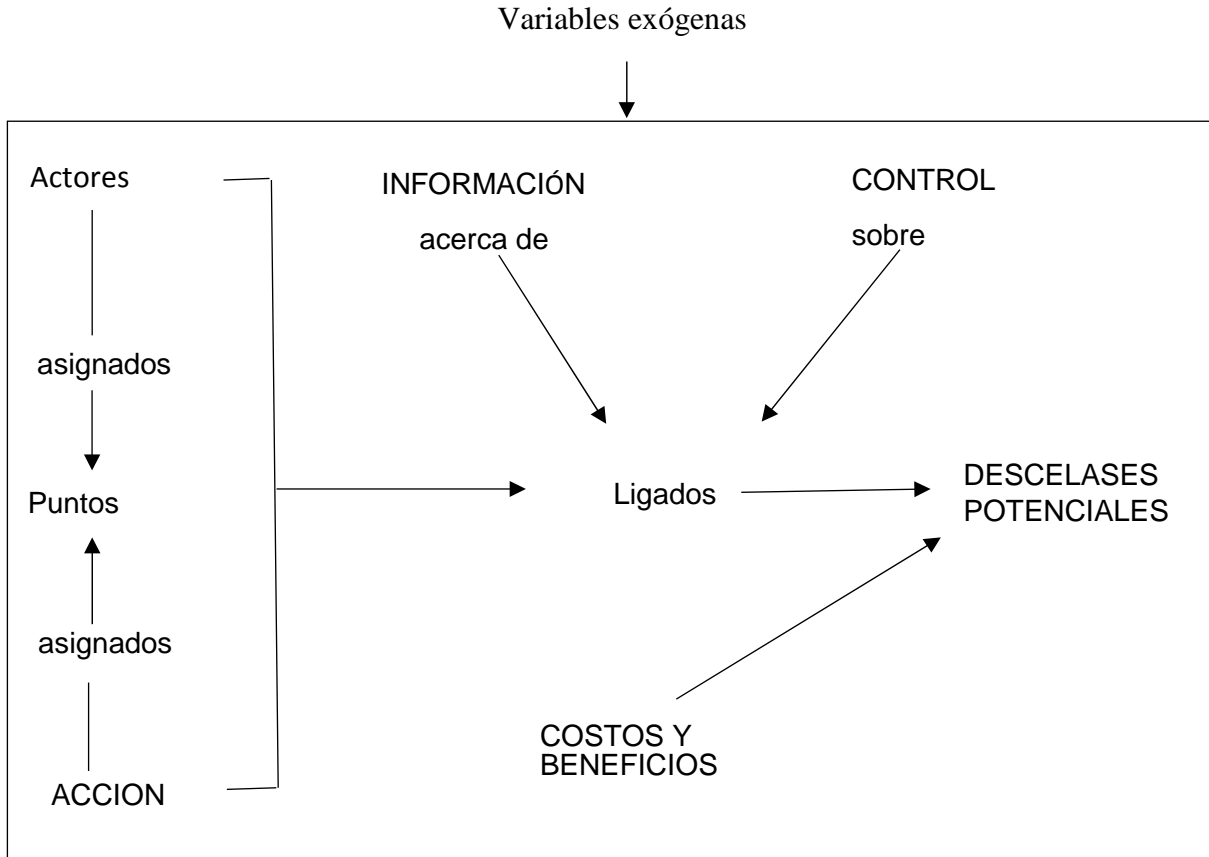 Variables exógenas
Actores
INFORMACIÓN
acerca de
CONTROL
sobre
asignados
Puntos
Ligados
DESCELASES
POTENCIALES
asignados
COSTOS Y
BENEFICIOS
ACCION